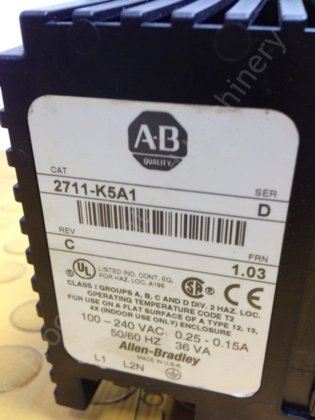 A·B
QUALITY
CAT SER
2711-K5A1 D
REV FRN
C 1.03
UL LISTED IND. CONT. EQ.
FOR HAZ. LOC. A196
CLASS I GROUPS A, B, C AND D DIV. 2 HAZ. LOC.
OPERATING TEMPERATURE CODE T2
FOR USE ON A FLAT SURFACE OF A TYPE 12, 13,
4X (INDOOR USE ONLY) ENCLOSURE
100 - 240 VAC 0.25 - 0.15A
50/60 HZ 36 VA
Allen-Bradley
MADE IN U.S.A.
L1 L2N